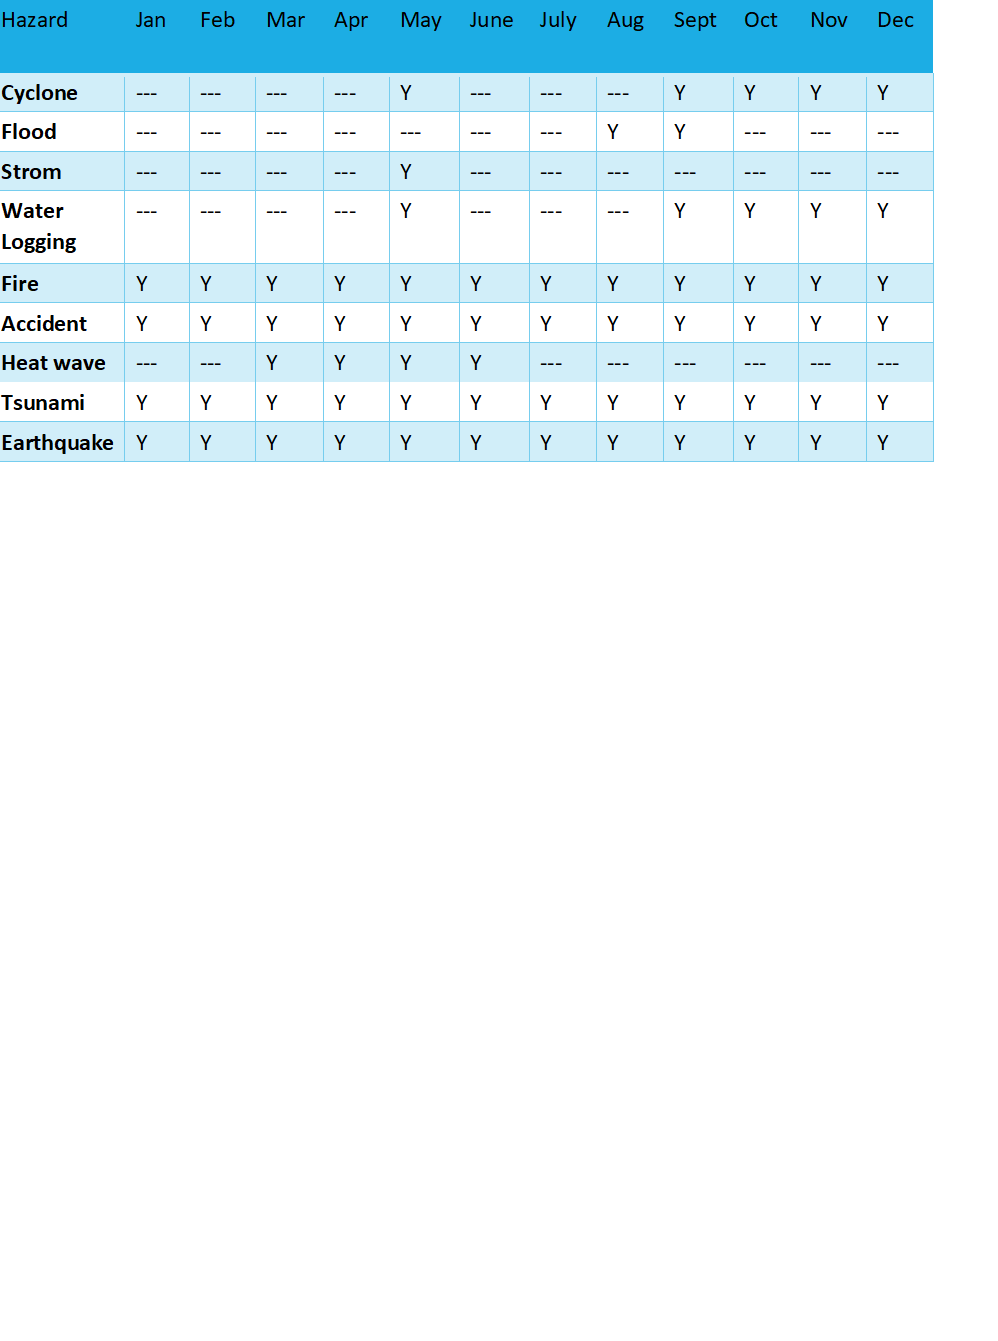 Hazard Jan Feb Mar Apr May June July Aug Sept Oct Nov Dec
Cyclone --- --- --- --- Y --- --- --- Y Y Y Y
Flood --- --- --- --- --- --- --- Y Y --- --- ---
Strom --- --- --- --- Y --- --- --- --- --- --- ---
Water --- --- --- --- Y --- --- --- Y Y Y Y
Logging
Fire Y Y Y Y Y Y Y Y Y Y Y Y
Accident Y Y Y Y Y Y Y Y Y Y Y Y
Heat wave --- --- Y Y Y Y --- --- --- --- --- ---
Tsunami Y Y Y Y Y Y Y Y Y Y Y Y
Earthquake Y Y Y Y Y Y Y Y Y Y Y Y